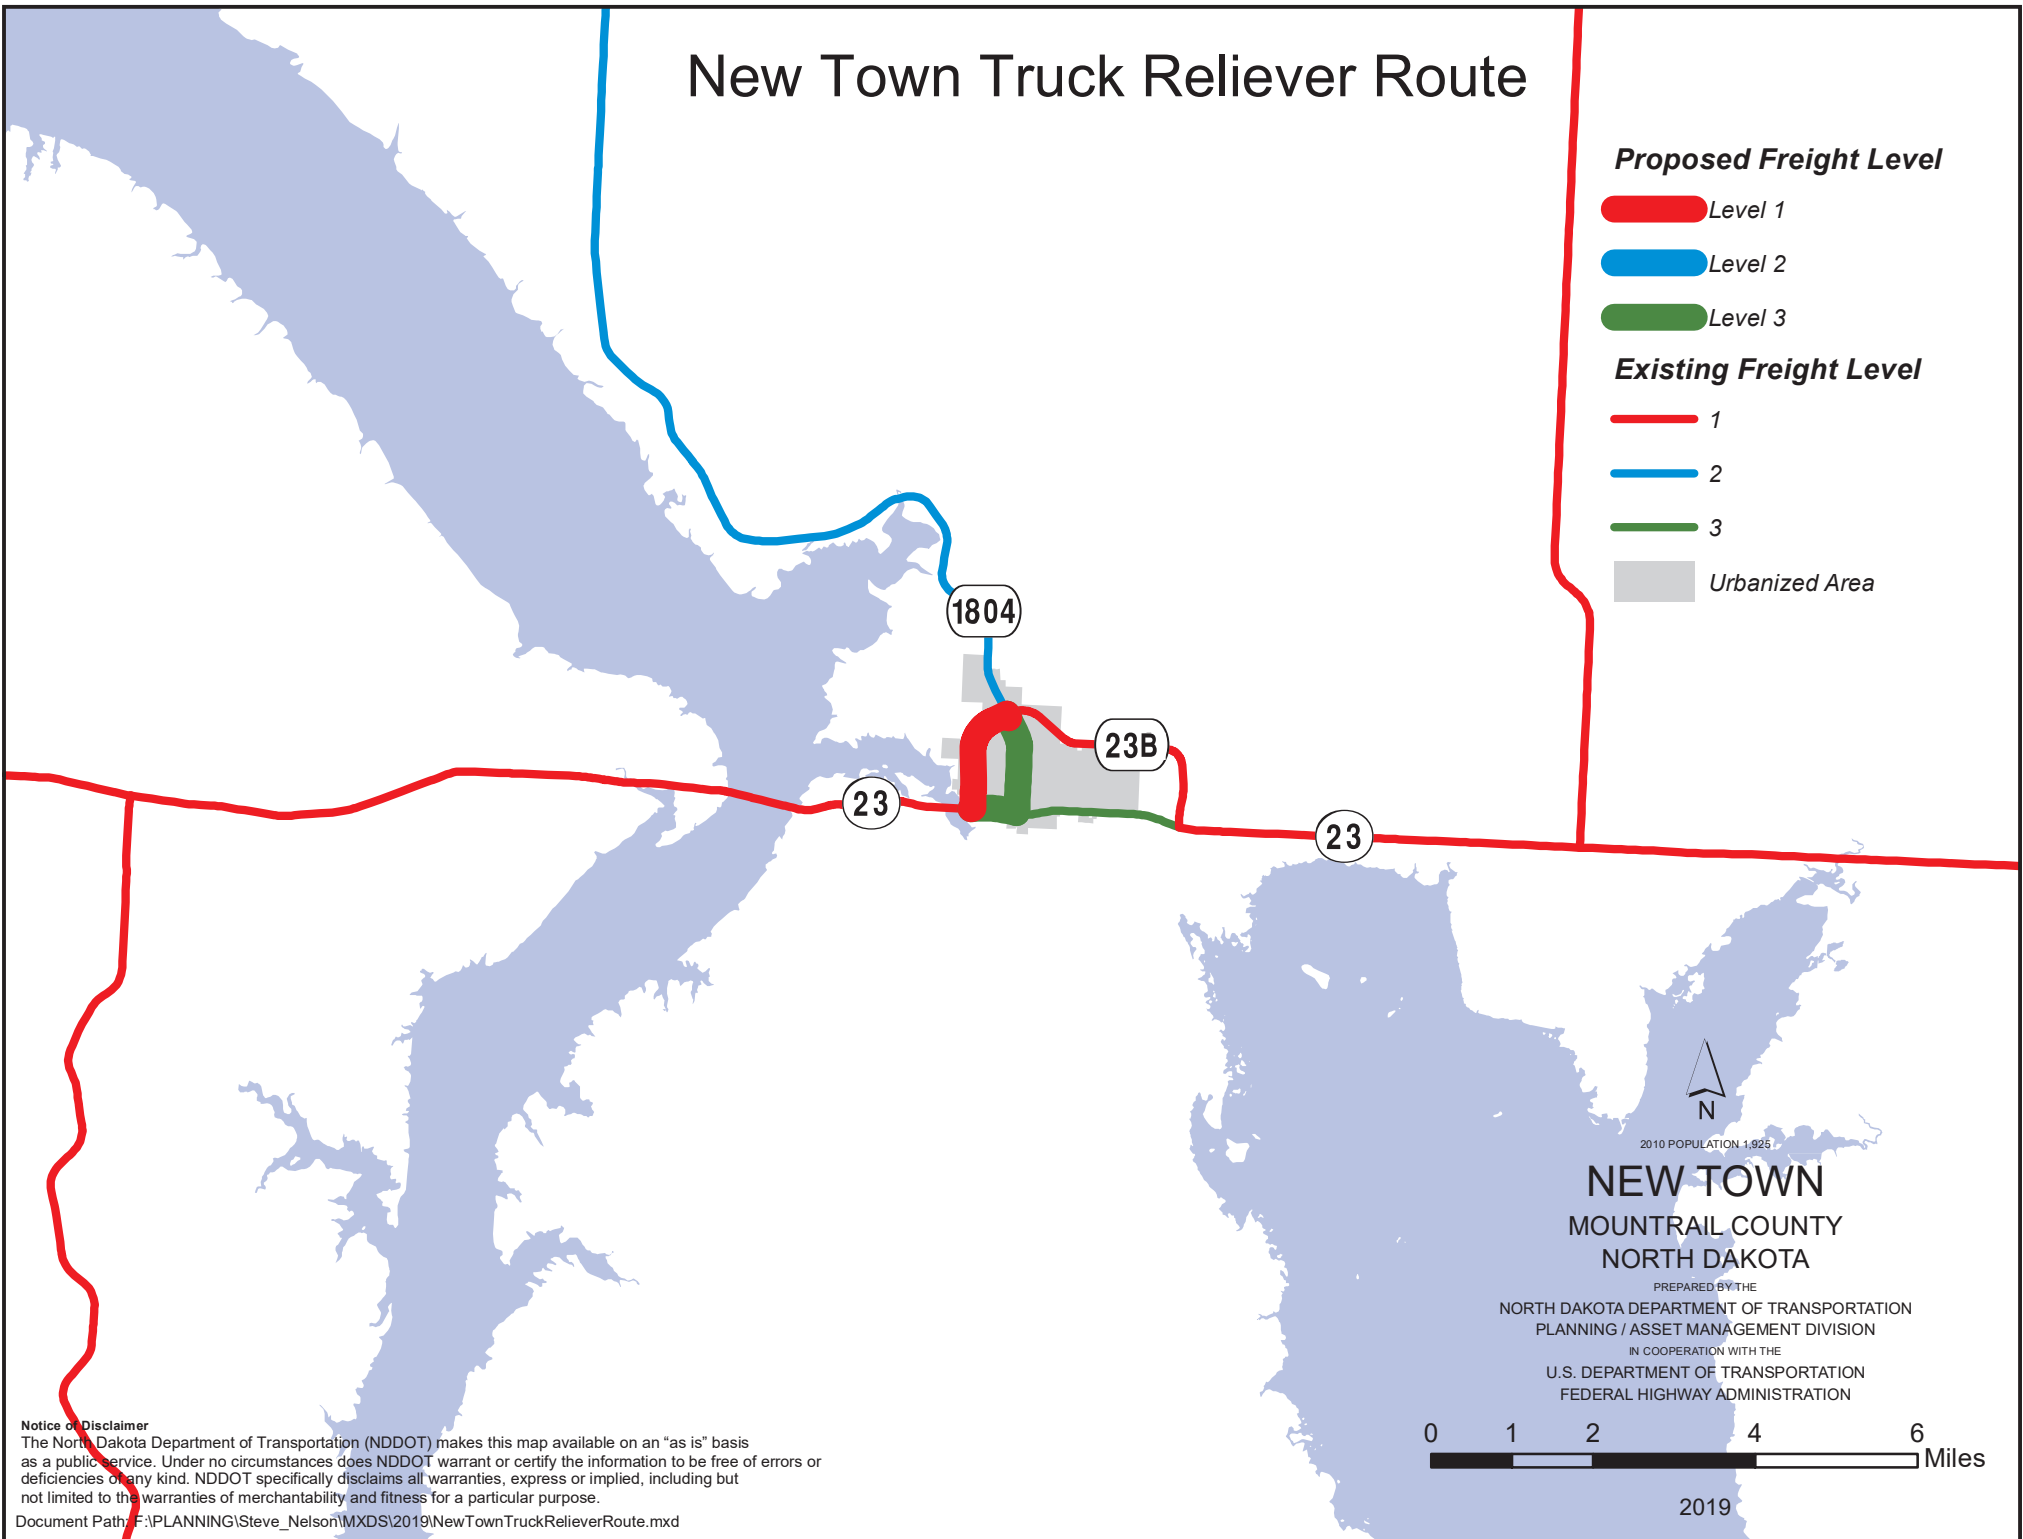 New Town Truck Reliever Route
Proposed Freight Level
Level 1
Level 2
Level 3
Existing Freight Level
1
2
3
Urbanized Area
1804
23B
23
23
N
2010 POPULATION 1,925
NEW TOWN
MOUNTRAIL COUNTY
NORTH DAKOTA
PREPARED BY THE
NORTH DAKOTA DEPARTMENT OF TRANSPORTATION
PLANNING / ASSET MANAGEMENT DIVISION
IN COOPERATION WITH THE
U.S. DEPARTMENT OF TRANSPORTATION
FEDERAL HIGHWAY ADMINISTRATION
0 1 2 4 6
Miles
2019
Notice of Disclaimer
The North Dakota Department of Transportation (NDDOT) makes this map available on an “as is” basis
as a public service. Under no circumstances does NDDOT warrant or certify the information to be free of errors or
deficiencies of any kind. NDDOT specifically disclaims all warranties, express or implied, including but
not limited to the warranties of merchantability and fitness for a particular purpose.
Document Path: F:\PLANNING\Steve_Nelson\MXDS\2019\NewTownTruckRelieverRoute.mxd